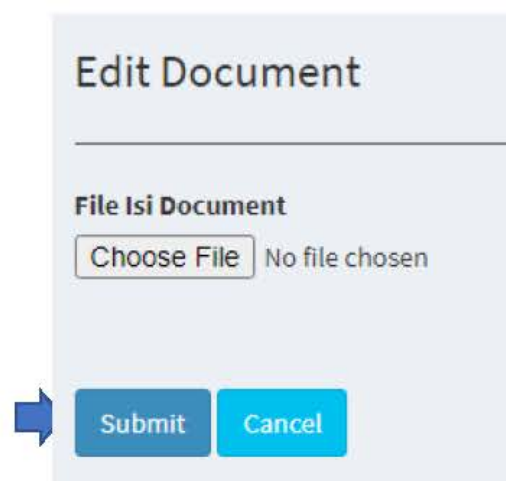 Edit Document
File Isi Document
Choose File No file chosen
Submit Cancel